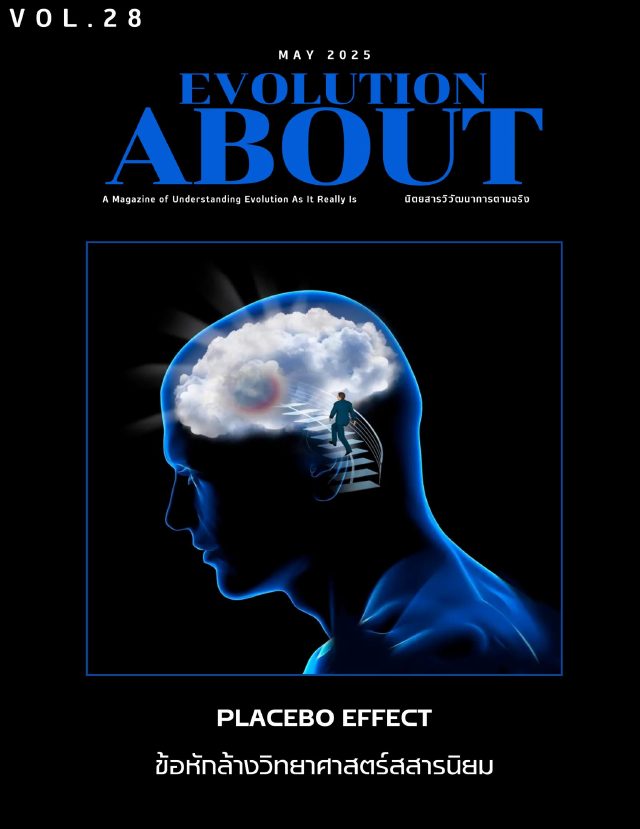 VOL.28
MAY 2025
EVOLUTION
ABOUT
A Magazine of Understanding Evolution As It Really Is นิตยสารวิวัฒนาการตามจริง
PLACEBO EFFECT
ข้อหักล้างวิทยาศาสตร์สสารนิยม